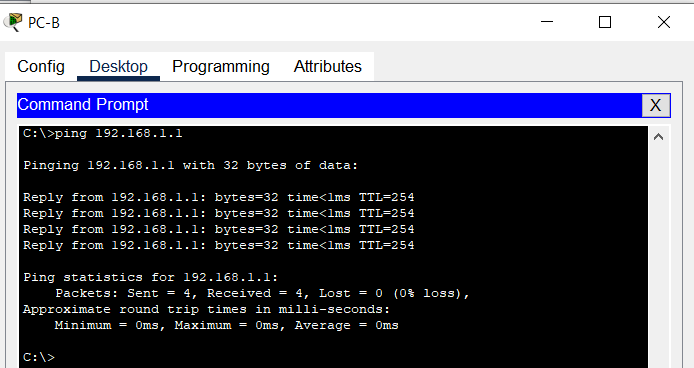 PC-B
Config Desktop Programming Attributes
Command Prompt X
C:\>ping 192.168.1.1
Pinging 192.168.1.1 with 32 bytes of data:
Reply from 192.168.1.1: bytes=32 time<1ms TTL=254
Reply from 192.168.1.1: bytes=32 time<1ms TTL=254
Reply from 192.168.1.1: bytes=32 time<1ms TTL=254
Reply from 192.168.1.1: bytes=32 time<1ms TTL=254
Ping statistics for 192.168.1.1:
Packets: Sent = 4, Received = 4, Lost = 0 (0% loss),
Approximate round trip times in milli-seconds:
Minimum = 0ms, Maximum = 0ms, Average = 0ms
C:\>